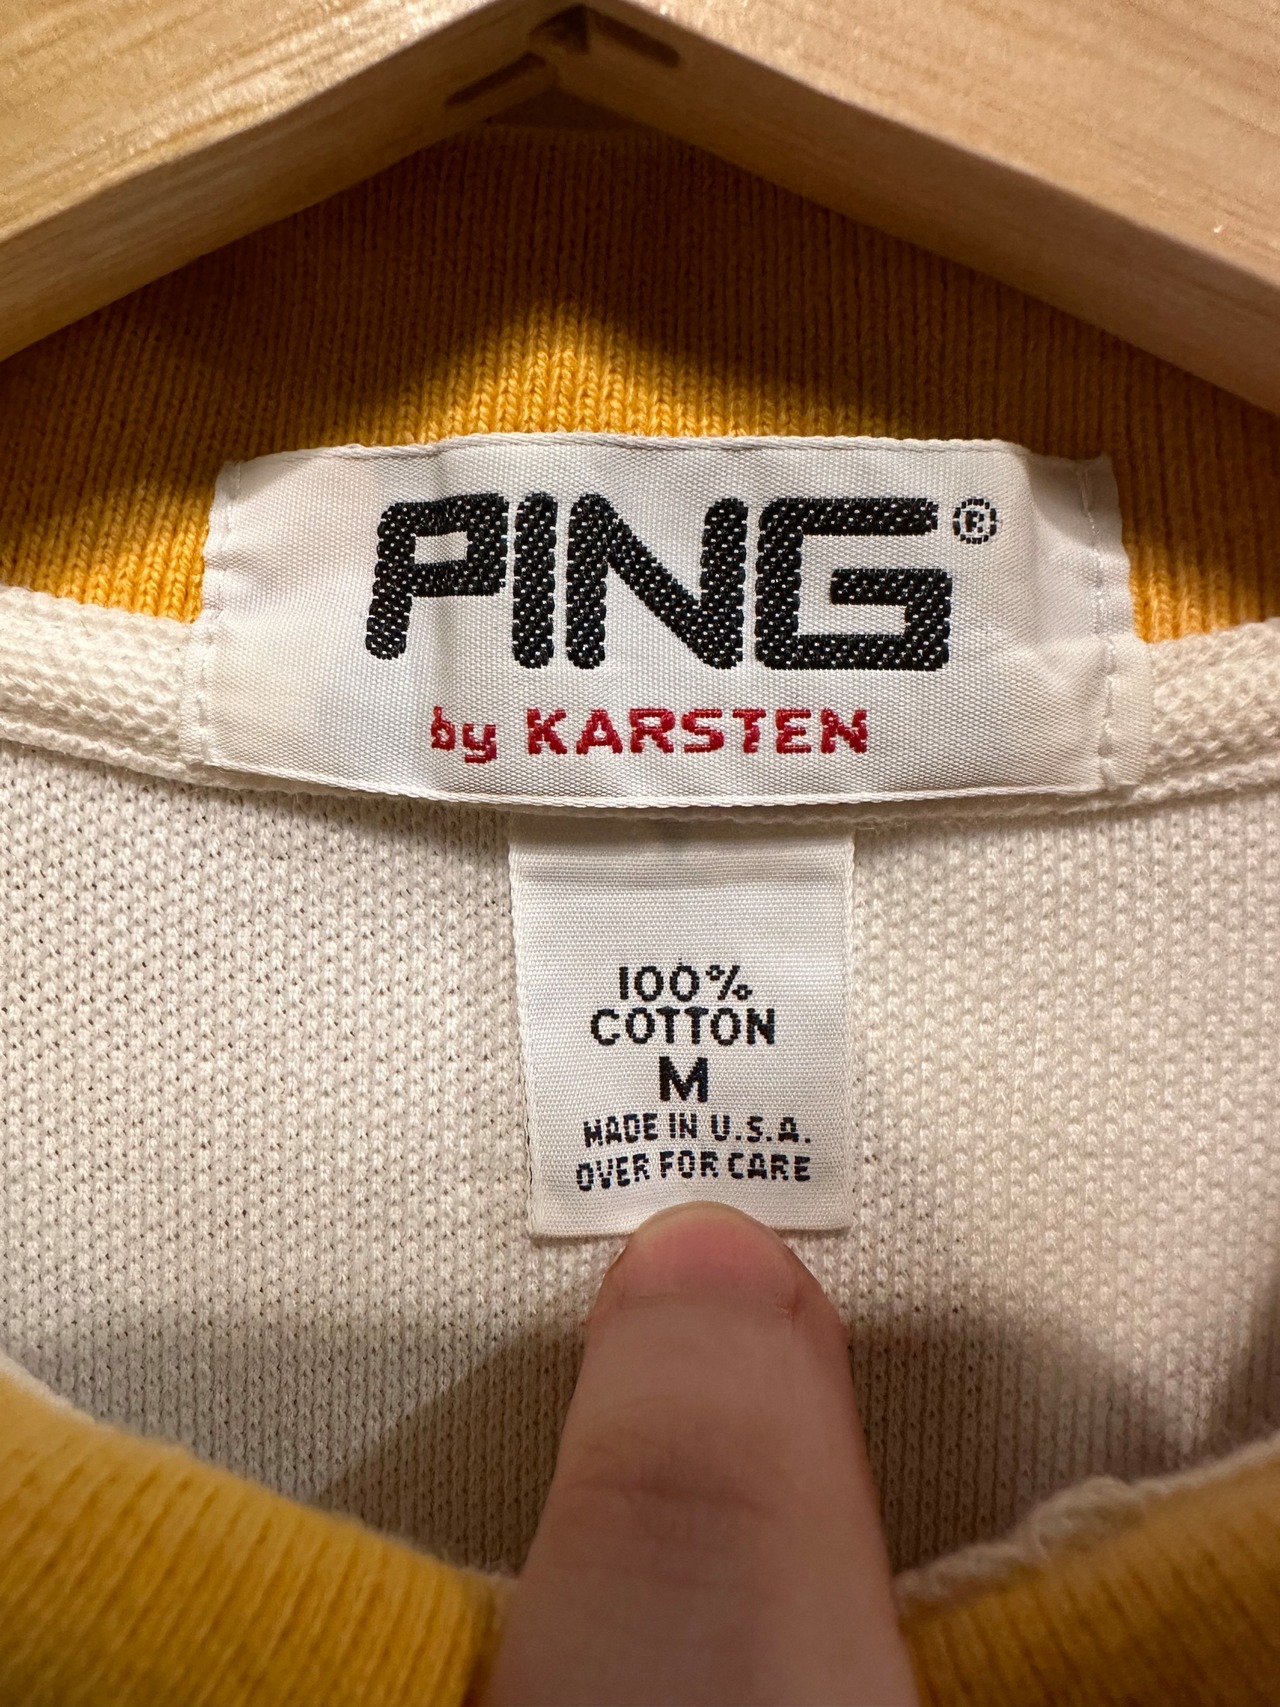 PING®
by KARSTEN
100%
COTTON
M
MADE IN U.S.A.
OVER FOR CARE